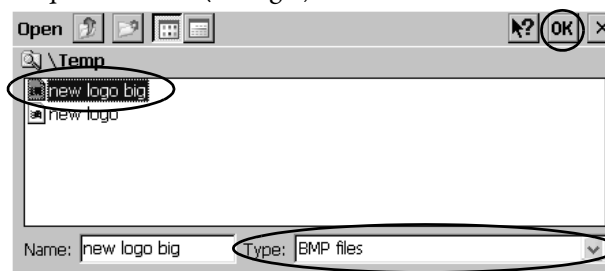 Open ? OK ×
\Temp
new logo big
new logo
Name: new logo big Type: BMP files